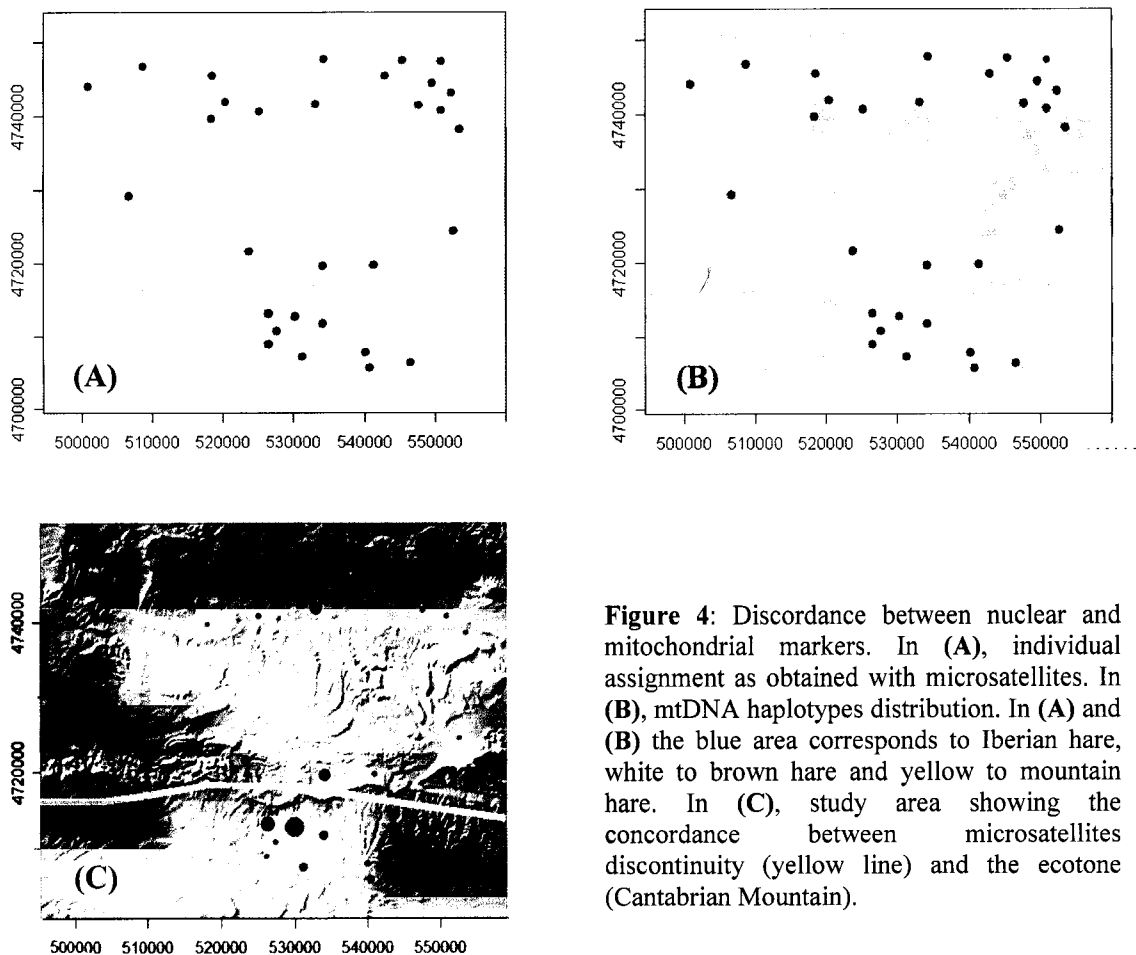 4740000
4720000
4700000
(A)
500000 510000 520000 530000 540000 550000
4740000
4720000
4700000
(B)
500000 510000 520000 530000 540000 550000
4740000
4720000
(C)
500000 510000 520000 530000 540000 550000
Figure 4: Discordance between nuclear and
mitochondrial markers. In (A), individual
assignment as obtained with microsatellites. In
(B), mtDNA haplotypes distribution. In (A) and
(B) the blue area corresponds to Iberian hare,
white to brown hare and yellow to mountain
hare. In (C), study area showing the
concordance between microsatellites
discontinuity (yellow line) and the ecotone
(Cantabrian Mountain).